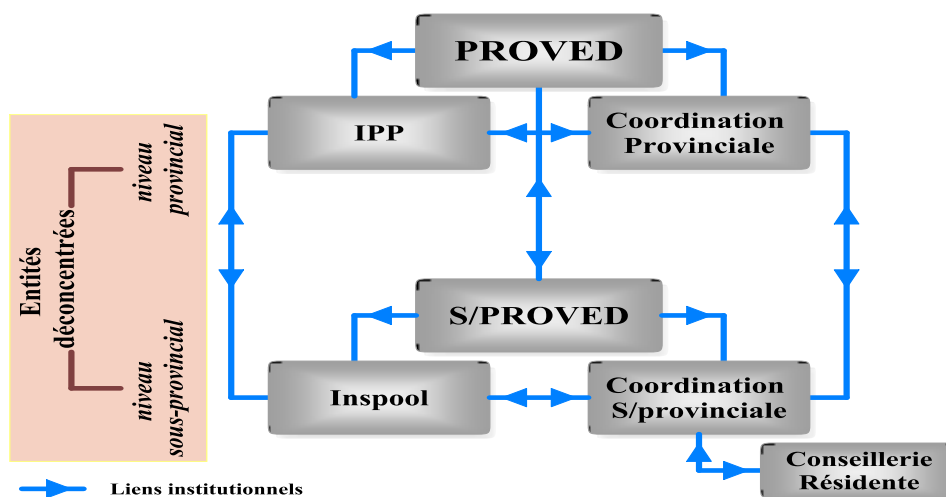 PROVED
IPP
Coordination
Provinciale
Entités
déconcentrées
niveau
provincial
niveau
sous-provincial
S/PROVED
Inspool
Coordination
S/provinciale
Conseillerie
Résidente
Liens institutionnels